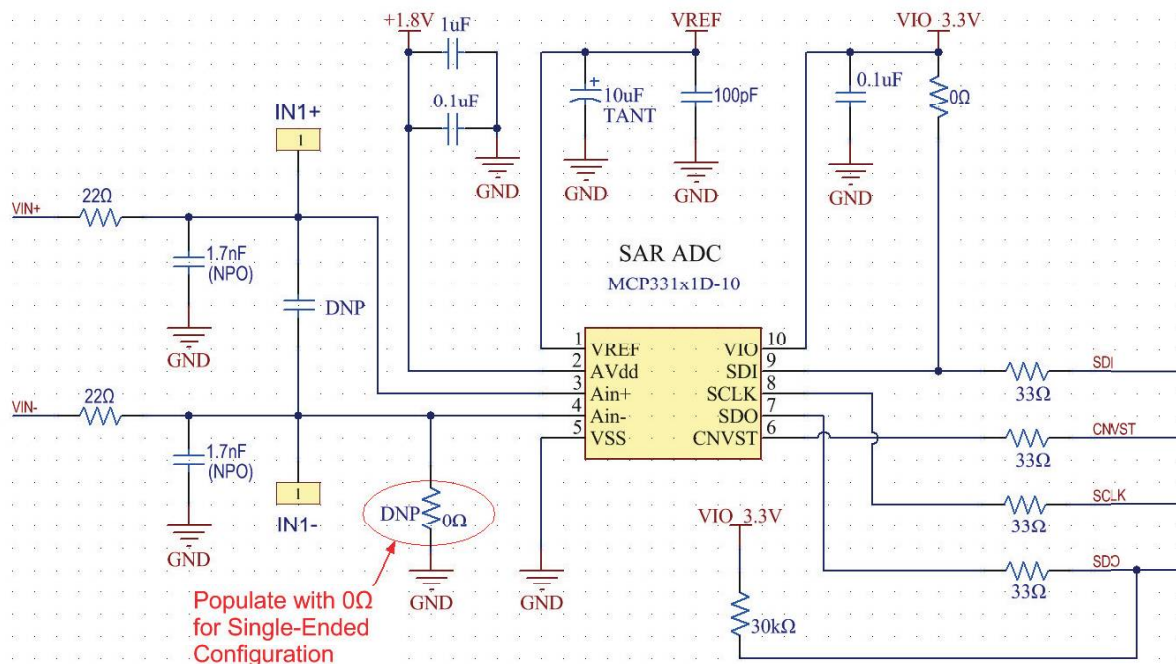 +1.8V
1uF
0.1uF
GND
VREF
10uF
TANT
100pF
GND
GND
VIO 3.3V
0.1uF
0Ω
GND
IN1+
1
VIN+
22Ω
1.7nF
(NPO)
GND
DNP
VIN-
22Ω
1.7nF
(NPO)
GND
1
IN1-
DNP
0Ω
GND
GND
Populate with 0Ω
for Single-Ended
Configuration
SAR ADC
MCP331x1D-10
1 VREF VIO 10
2 AVdd SDI 9
3 Ain+ SCLK 8
4 Ain- SDO 7
5 VSS CNVST 6
SDI
33Ω
CNVST
33Ω
SCLK
33Ω
SDO
33Ω
VIO 3.3V
30kΩ